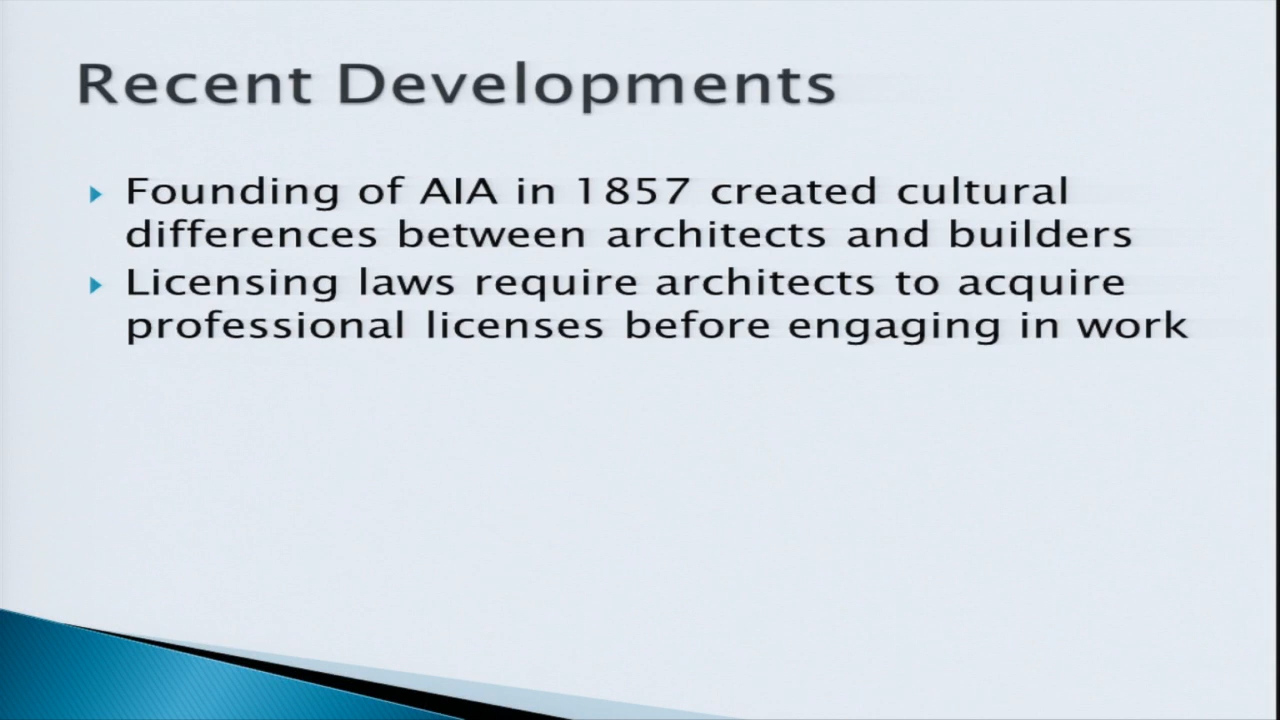 Recent Developments
Founding of AIA in 1857 created cultural
differences between architects and builders
Licensing laws require architects to acquire
professional licenses before engaging in work